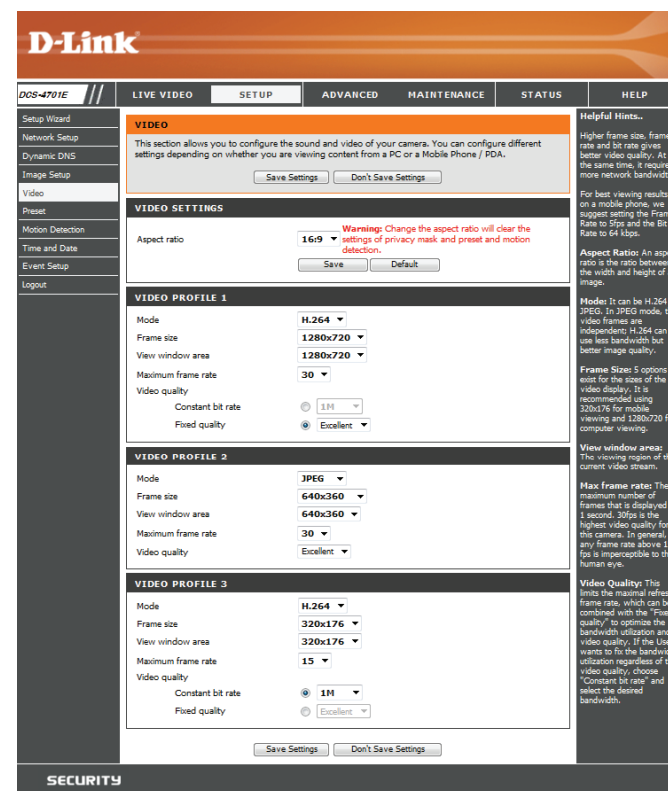 D-Link
DCS-4701E // LIVE VIDEO SETUP ADVANCED MAINTENANCE STATUS HELP
Setup Wizard
Network Setup
Dynamic DNS
Image Setup
Video
Preset
Motion Detection
Time and Date
Event Setup
Logout
VIDEO
This section allows you to configure the sound and video of your camera. You can configure different
settings depending on whether you are viewing content from a PC or a Mobile Phone / PDA.
Save Settings Don't Save Settings
VIDEO SETTINGS
Aspect ratio 16:9
Warning: Change the aspect ratio will clear the
settings of privacy mask and preset and motion
detection.
Save Default
VIDEO PROFILE 1
Mode H.264
Frame size 1280x720
View window area 1280x720
Maximum frame rate 30
Video quality
Constant bit rate 1M
Fixed quality Excellent
VIDEO PROFILE 2
Mode JPEG
Frame size 640x360
View window area 640x360
Maximum frame rate 30
Video quality Excellent
VIDEO PROFILE 3
Mode H.264
Frame size 320x176
View window area 320x176
Maximum frame rate 15
Video quality
Constant bit rate 1M
Fixed quality Excellent
Save Settings Don't Save Settings
Helpful Hints..
Higher frame size, frame
rate and bit rate gives
better video quality. At
the same time, it require
more network bandwidt
For best viewing results
on a mobile phone, we
suggest setting the Fram
Rate to 5fps and the Bit
Rate to 64 kbps.
Aspect Ratio: An aspe
ratio is the ratio betwee
the width and height of
image.
Mode: It can be H.264
JPEG. In JPEG mode, t
video frames are
independent; H.264 can
use less bandwidth but
better image quality.
Frame Size: 5 options
exist for the sizes of the
video display. It is
recommended using
320x176 for mobile
viewing and 1280x720 f
computer viewing.
View window area:
The viewing region of th
current video stream.
Max frame rate: The
maximum number of
frames that is displayed
1 second. 30fps is the
highest video quality for
this camera. In general,
any frame rate above 1
fps is imperceptible to th
human eye.
Video Quality: This
limits the maximal refres
frame rate, which can be
combined with the "Fixe
quality" to optimize the
bandwidth utilization and
video quality. If the Use
wants to fix the bandwid
utilization regardless of t
video quality, choose
"Constant bit rate" and
select the desired
bandwidth.
SECURITY